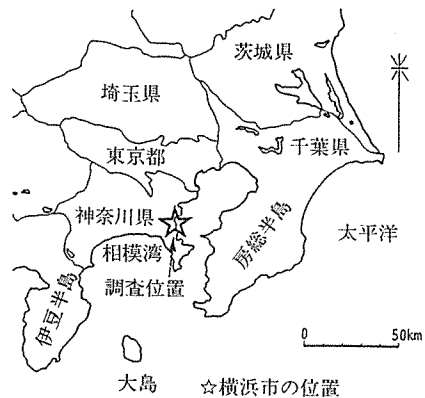 茨城県
埼玉県
東京都
千葉県
神奈川県
房総半島
太平洋
相模湾
調査位置
伊豆半島
0 50km
大島
☆横浜市の位置